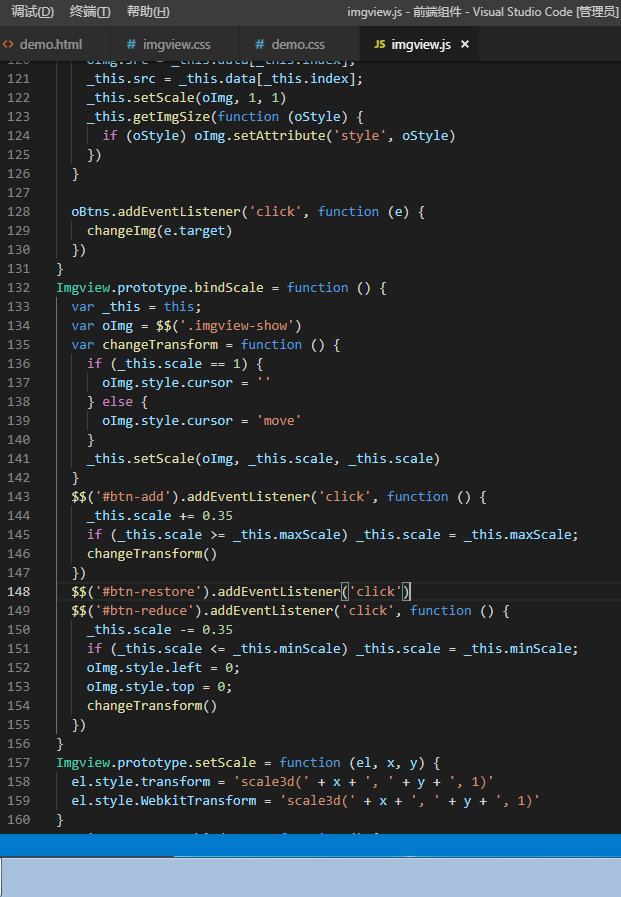 调试(D) 终端(T) 帮助(H) imgview.js - 前端组件 - Visual Studio Code [管理员]
<> demo.html # imgview.css # demo.css JS imgview.js ×
120 oImg.src = _this.data[_this.index];
121 _this.src = _this.data[_this.index];
122 _this.setScale(oImg, 1, 1)
123 _this.getImgSize(function (oStyle) {
124 if (oStyle) oImg.setAttribute('style', oStyle)
125 })
126 }
127
128 oBtns.addEventListener('click', function (e) {
129 changeImg(e.target)
130 })
131 }
132 Imgview.prototype.bindScale = function () {
133 var _this = this;
134 var oImg = $$('.imgview-show')
135 var changeTransform = function () {
136 if (_this.scale == 1) {
137 oImg.style.cursor = ''
138 } else {
139 oImg.style.cursor = 'move'
140 }
141 _this.setScale(oImg, _this.scale, _this.scale)
142 }
143 $$('#btn-add').addEventListener('click', function () {
144 _this.scale += 0.35
145 if (_this.scale >= _this.maxScale) _this.scale = _this.maxScale;
146 changeTransform()
147 })
148 $$('#btn-restore').addEventListener('click')
149 $$('#btn-reduce').addEventListener('click', function () {
150 _this.scale -= 0.35
151 if (_this.scale <= _this.minScale) _this.scale = _this.minScale;
152 oImg.style.left = 0;
153 oImg.style.top = 0;
154 changeTransform()
155 })
156 }
157 Imgview.prototype.setScale = function (el, x, y) {
158 el.style.transform = 'scale3d(' + x + ', ' + y + ', 1)'
159 el.style.WebkitTransform = 'scale3d(' + x + ', ' + y + ', 1)'
160 }